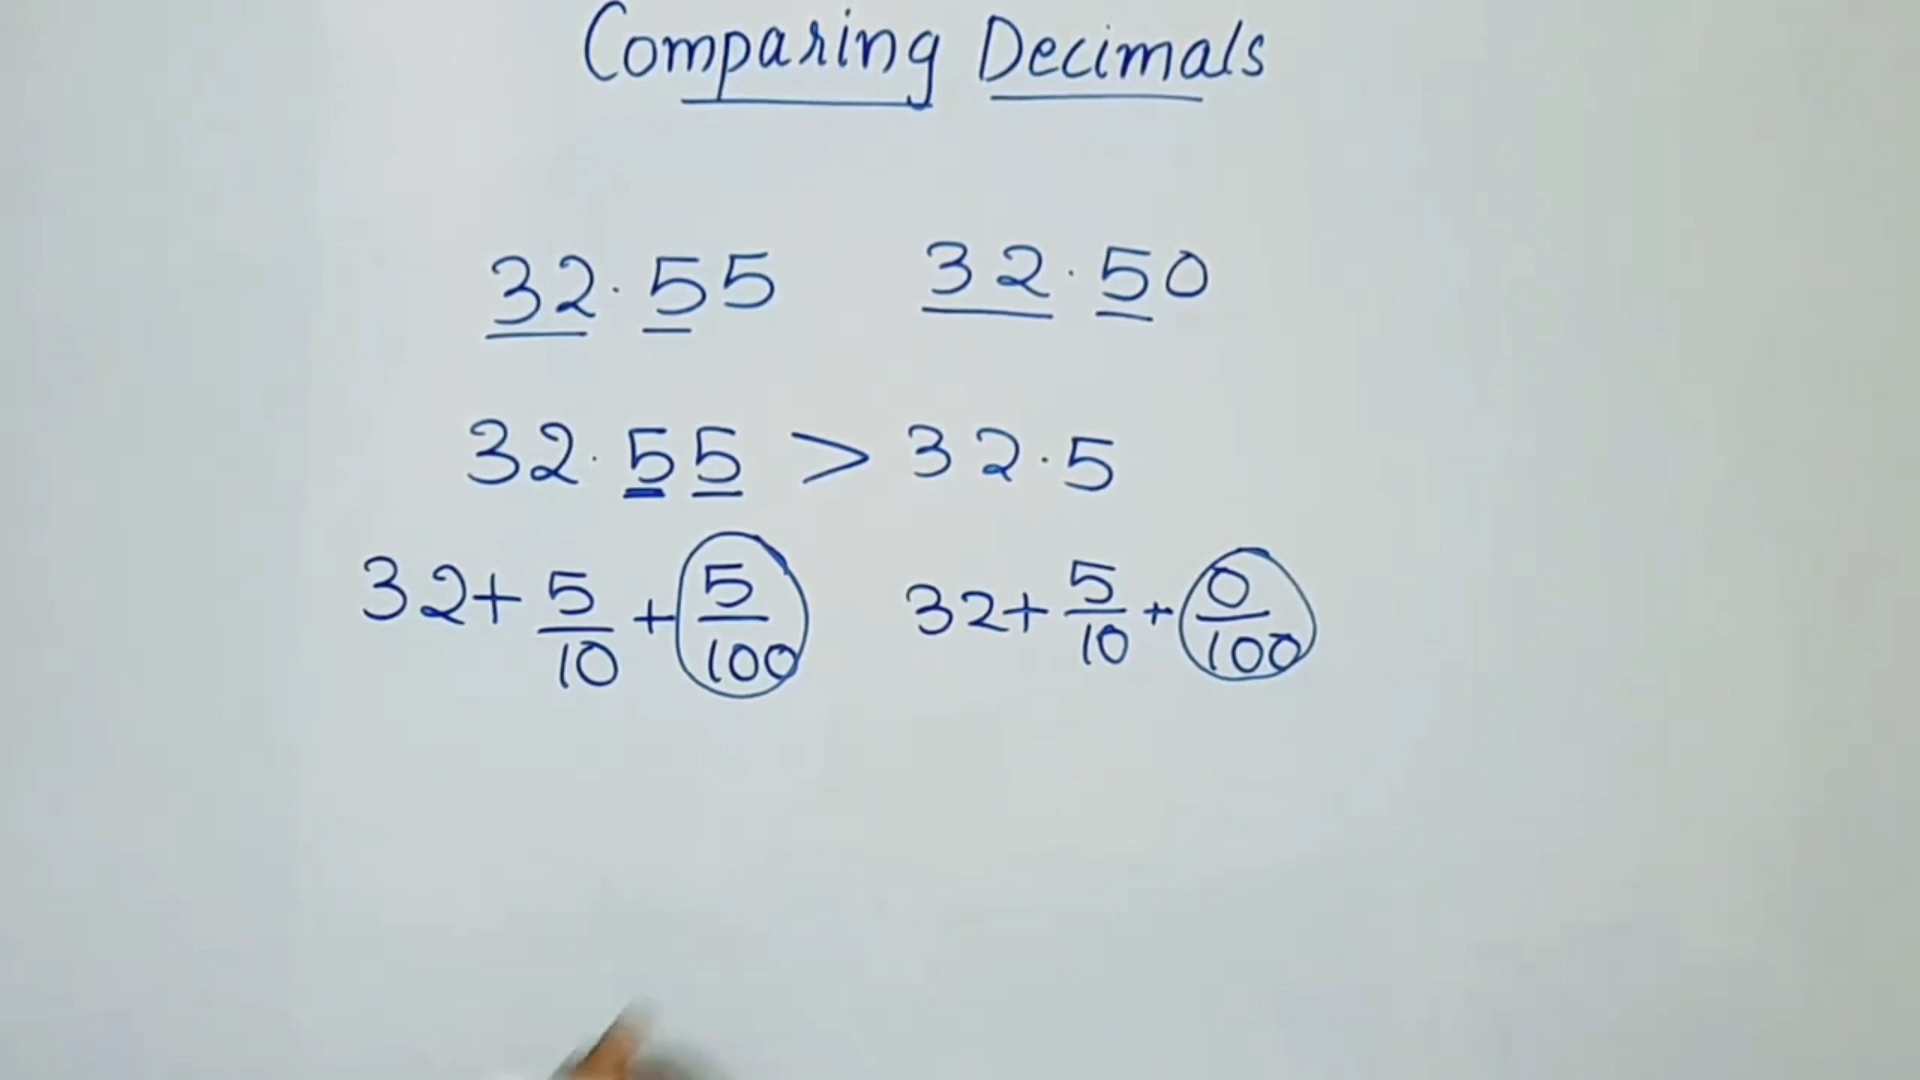 Comparing Decimals
32.55 32.50
32.55 > 32.5
32 + 5/10 + 5/100 32 + 5/10 + 0/100